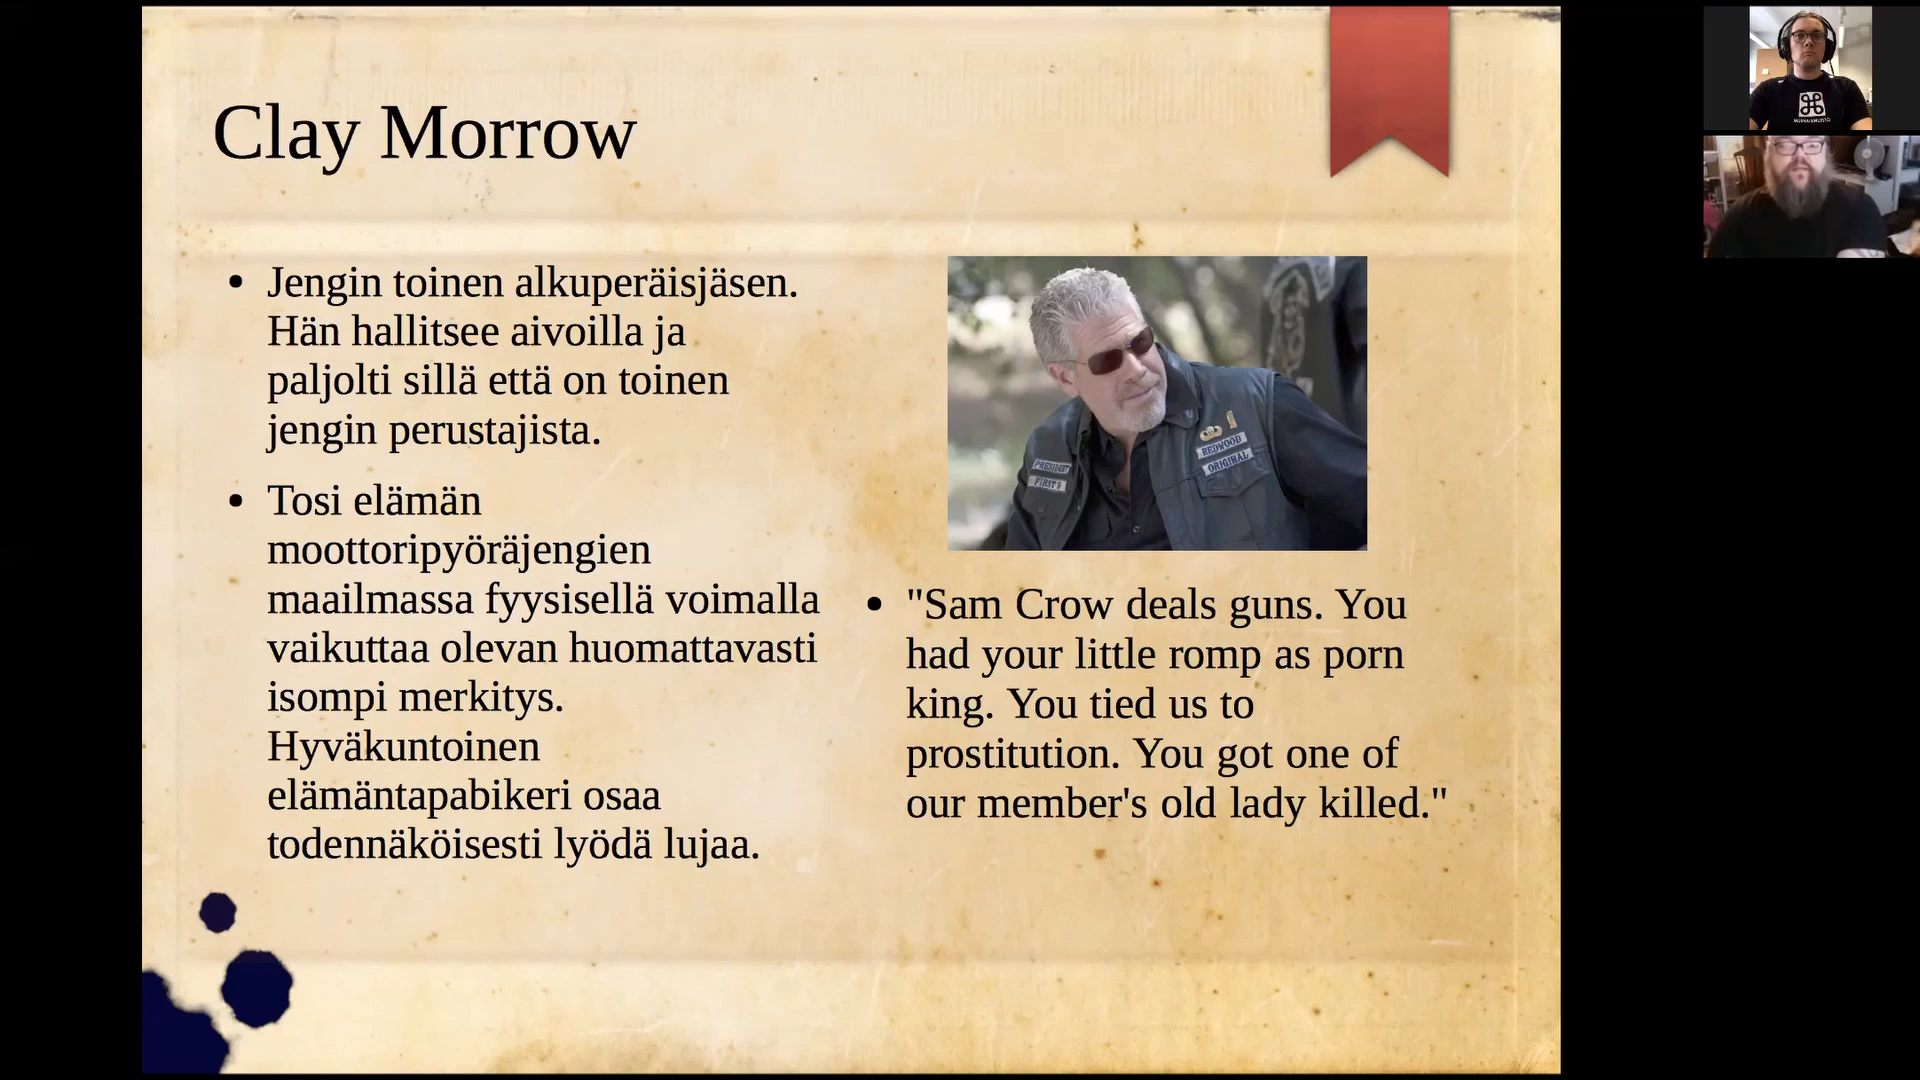 Clay Morrow
• Jengin toinen alkuperäisjäsen.
Hän hallitsee aivoilla ja
paljolti sillä että on toinen
jengin perustajista.
• Tosi elämän
moottoripyöräjengien
maailmassa fyysisellä voimalla
vaikuttaa olevan huomattavasti
isompi merkitys.
Hyväkuntoinen
elämäntapabikeri osaa
todennäköisesti lyödä lujaa.
PRESIDENT
FIRST 9
REDWOOD
ORIGINAL
• "Sam Crow deals guns. You
had your little romp as porn
king. You tied us to
prostitution. You got one of
our member's old lady killed."